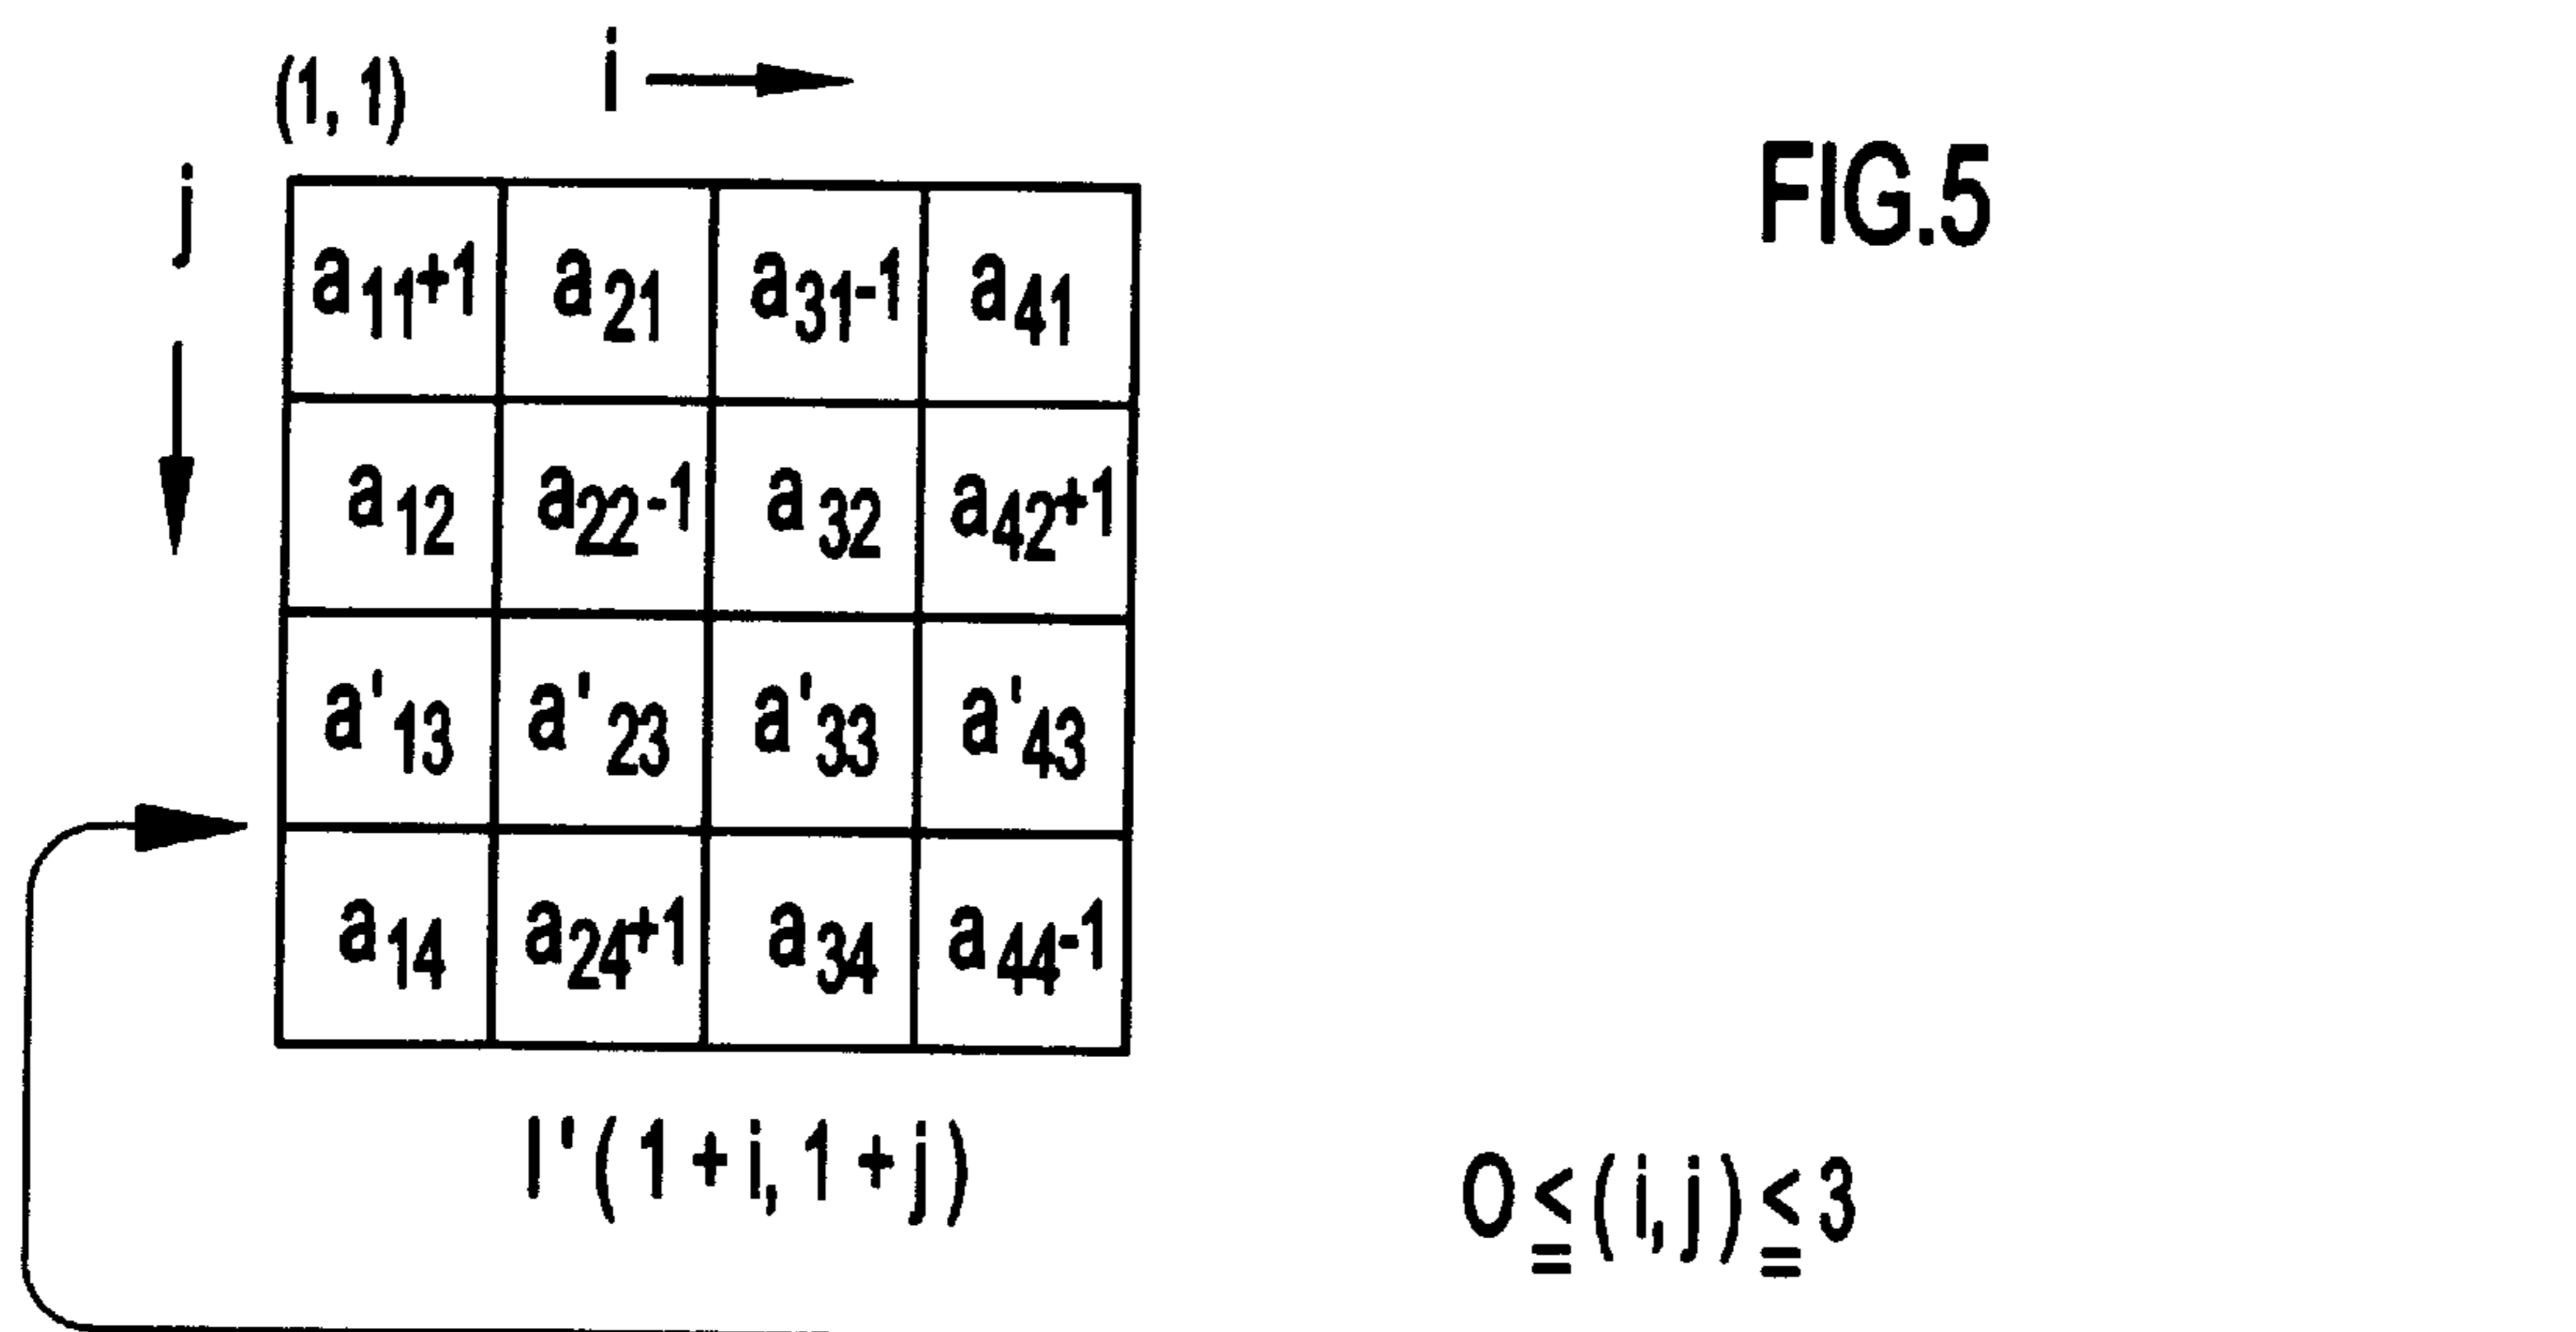 (1, 1) i
j
FIG.5
a11+1 a21 a31-1 a41
a12 a22-1 a32 a42+1
a'13 a'23 a'33 a'43
a14 a24+1 a34 a44-1
I'(1+i, 1+j)
0≦(i,j)≦3